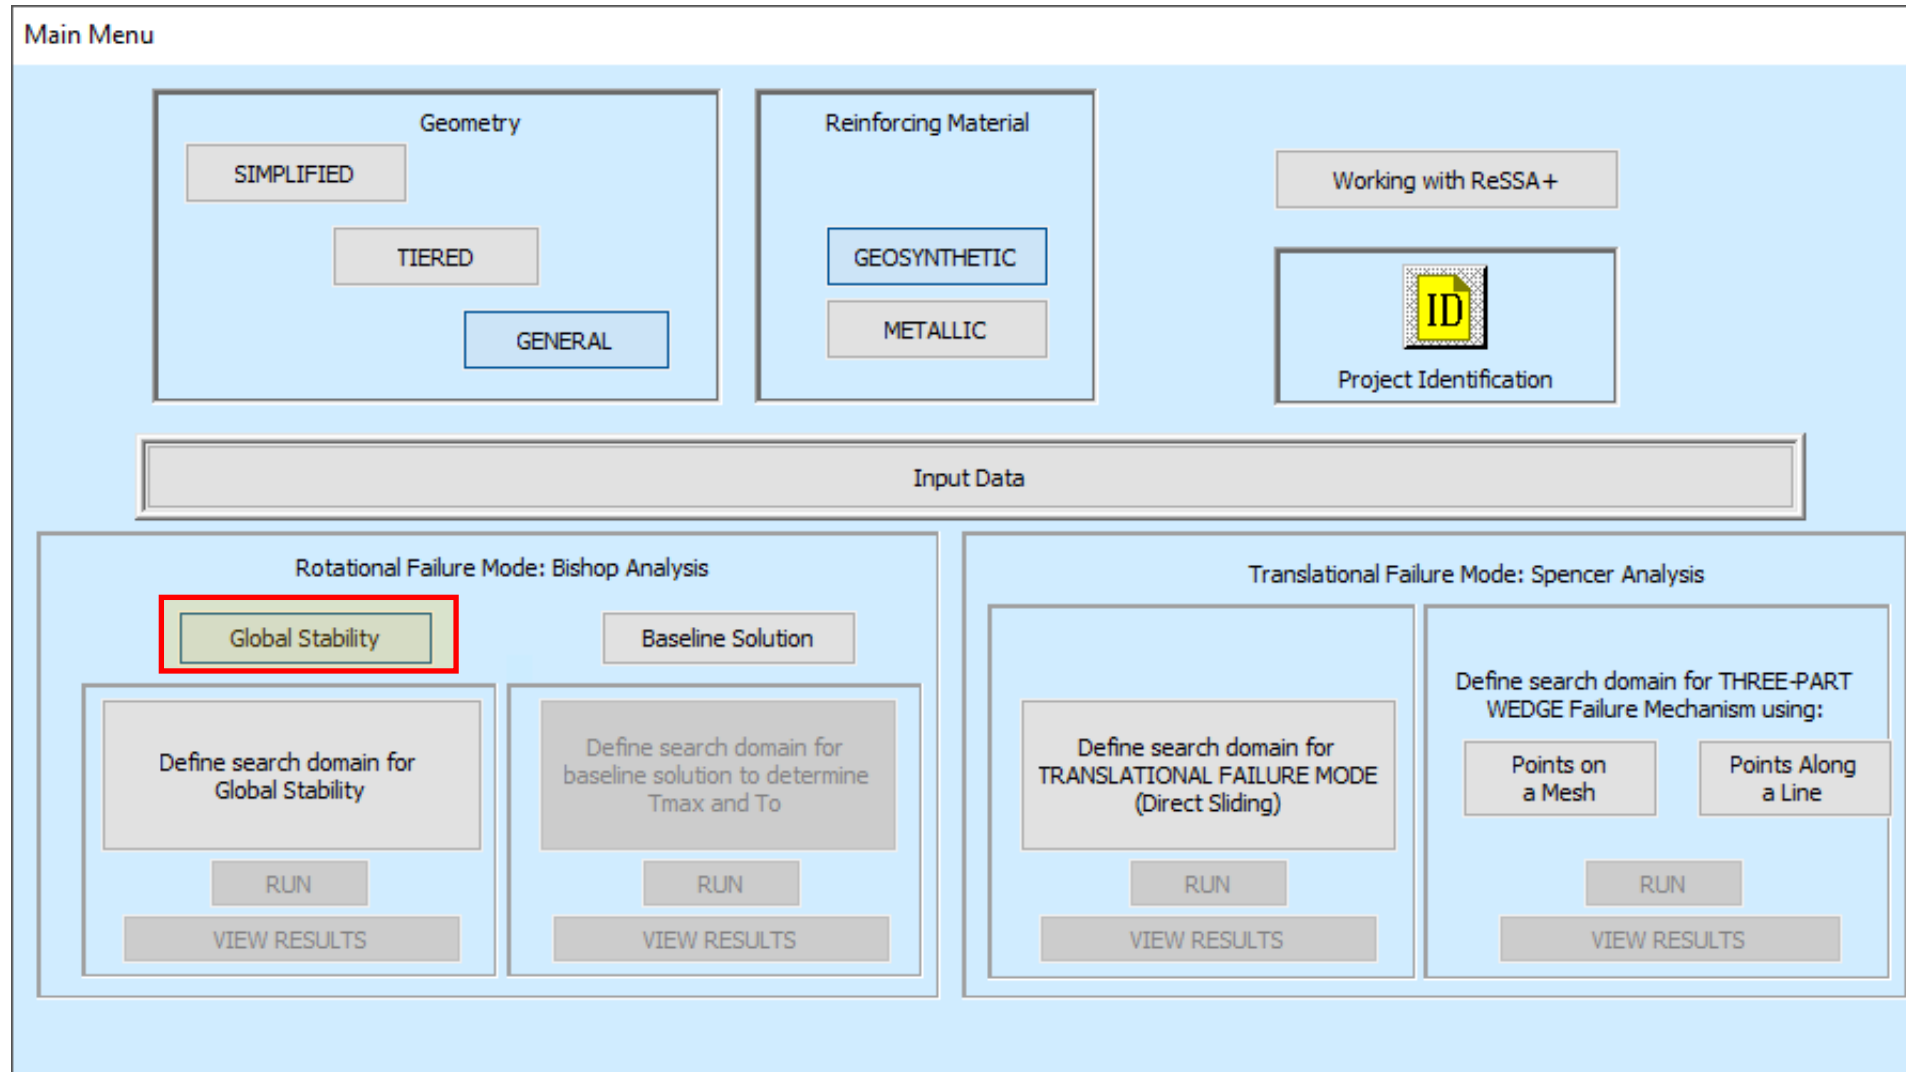 Main Menu
Geometry
SIMPLIFIED
TIERED
GENERAL
Reinforcing Material
GEOSYNTHETIC
METALLIC
Working with ReSSA+
ID
Project Identification
Input Data
Rotational Failure Mode: Bishop Analysis
Global Stability
Baseline Solution
Define search domain for
Global Stability
RUN
VIEW RESULTS
Define search domain for
baseline solution to determine
Tmax and To
RUN
VIEW RESULTS
Translational Failure Mode: Spencer Analysis
Define search domain for
TRANSLATIONAL FAILURE MODE
(Direct Sliding)
RUN
VIEW RESULTS
Define search domain for THREE-PART
WEDGE Failure Mechanism using:
Points on
a Mesh
Points Along
a Line
RUN
VIEW RESULTS